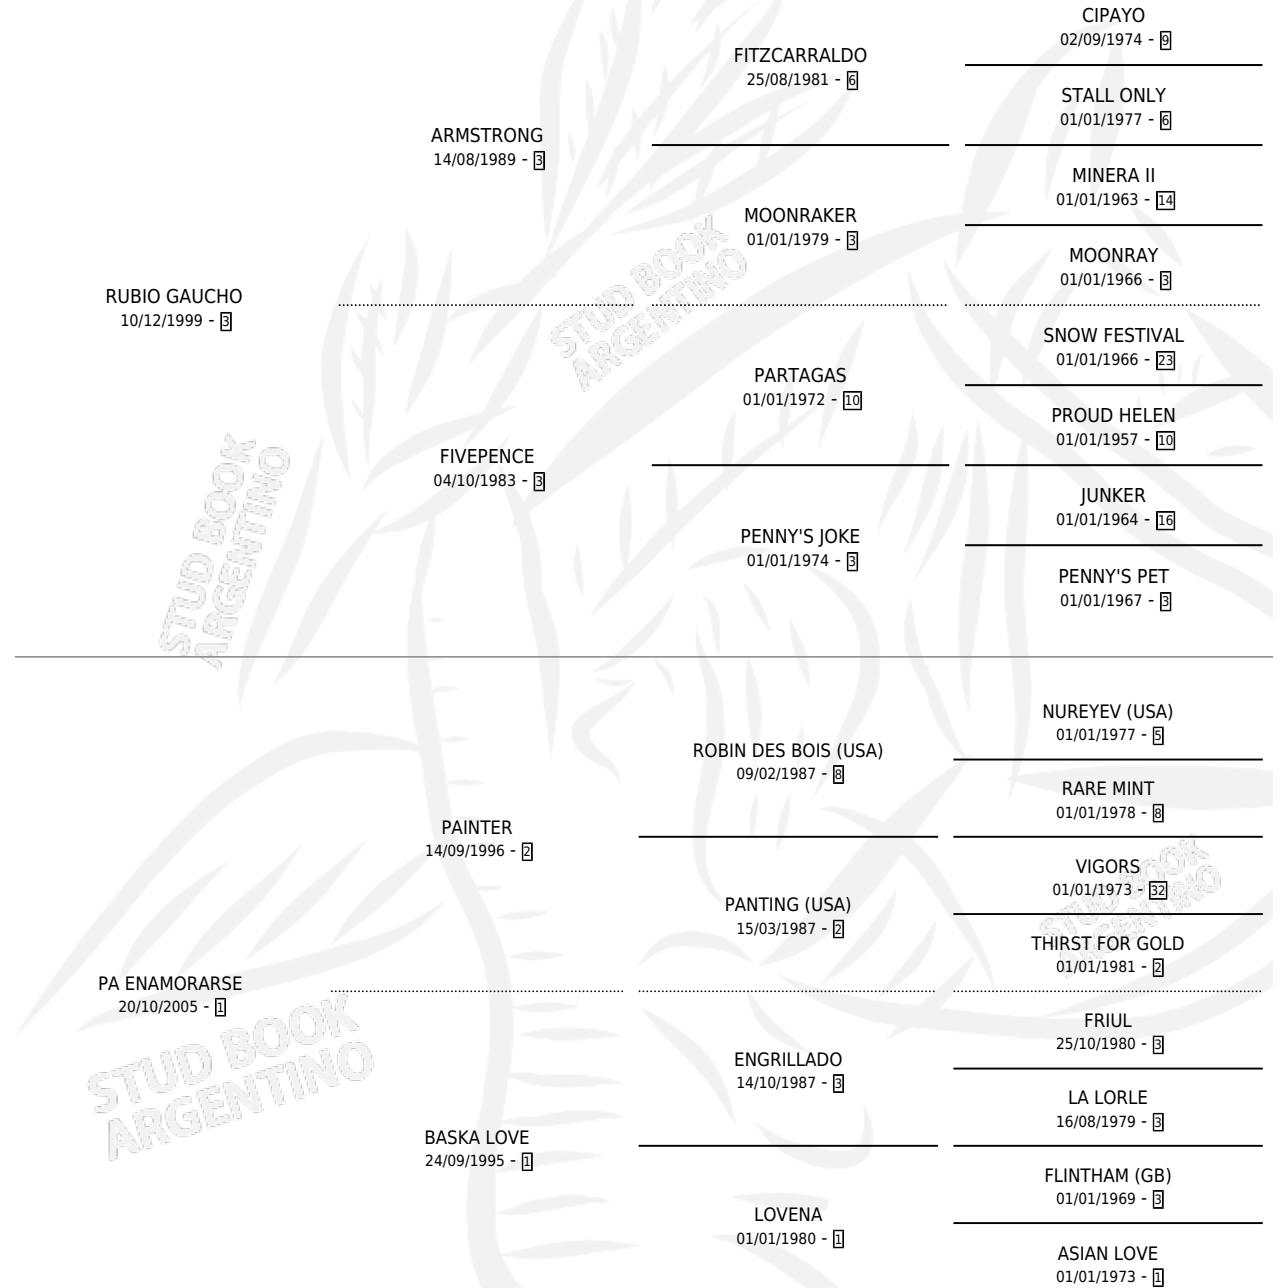 CIPAYO
02/09/1974 - 9
FITZCARRALDO
25/08/1981 - 6
STALL ONLY
01/01/1977 - 6
ARMSTRONG
14/08/1989 - 3
MINERA II
01/01/1963 - 14
MOONRAKER
01/01/1979 - 3
MOONRAY
01/01/1966 - 3
RUBIO GAUCHO
10/12/1999 - 3
STUD BOOK
ARGENTINO
SNOW FESTIVAL
01/01/1966 - 23
PARTAGAS
01/01/1972 - 10
PROUD HELEN
01/01/1957 - 10
FIVEPENCE
04/10/1983 - 3
JUNKER
01/01/1964 - 16
PENNY'S JOKE
01/01/1974 - 3
PENNY'S PET
01/01/1967 - 3
STUD BOOK
ARGENTINO
NUREYEV (USA)
01/01/1977 - 5
ROBIN DES BOIS (USA)
09/02/1987 - 8
RARE MINT
01/01/1978 - 8
PAINTER
14/09/1996 - 2
VIGORS
01/01/1973 - 32
PANTING (USA)
15/03/1987 - 2
STUD BOOK
ARGENTINO
THIRST FOR GOLD
01/01/1981 - 2
PA ENAMORARSE
20/10/2005 - 1
FRIUL
25/10/1980 - 3
ENGRILLADO
14/10/1987 - 3
STUD BOOK
ARGENTINO
LA LORLE
16/08/1979 - 3
BASKA LOVE
24/09/1995 - 1
FLINTHAM (GB)
01/01/1969 - 3
LOVENA
01/01/1980 - 1
ASIAN LOVE
01/01/1973 - 1